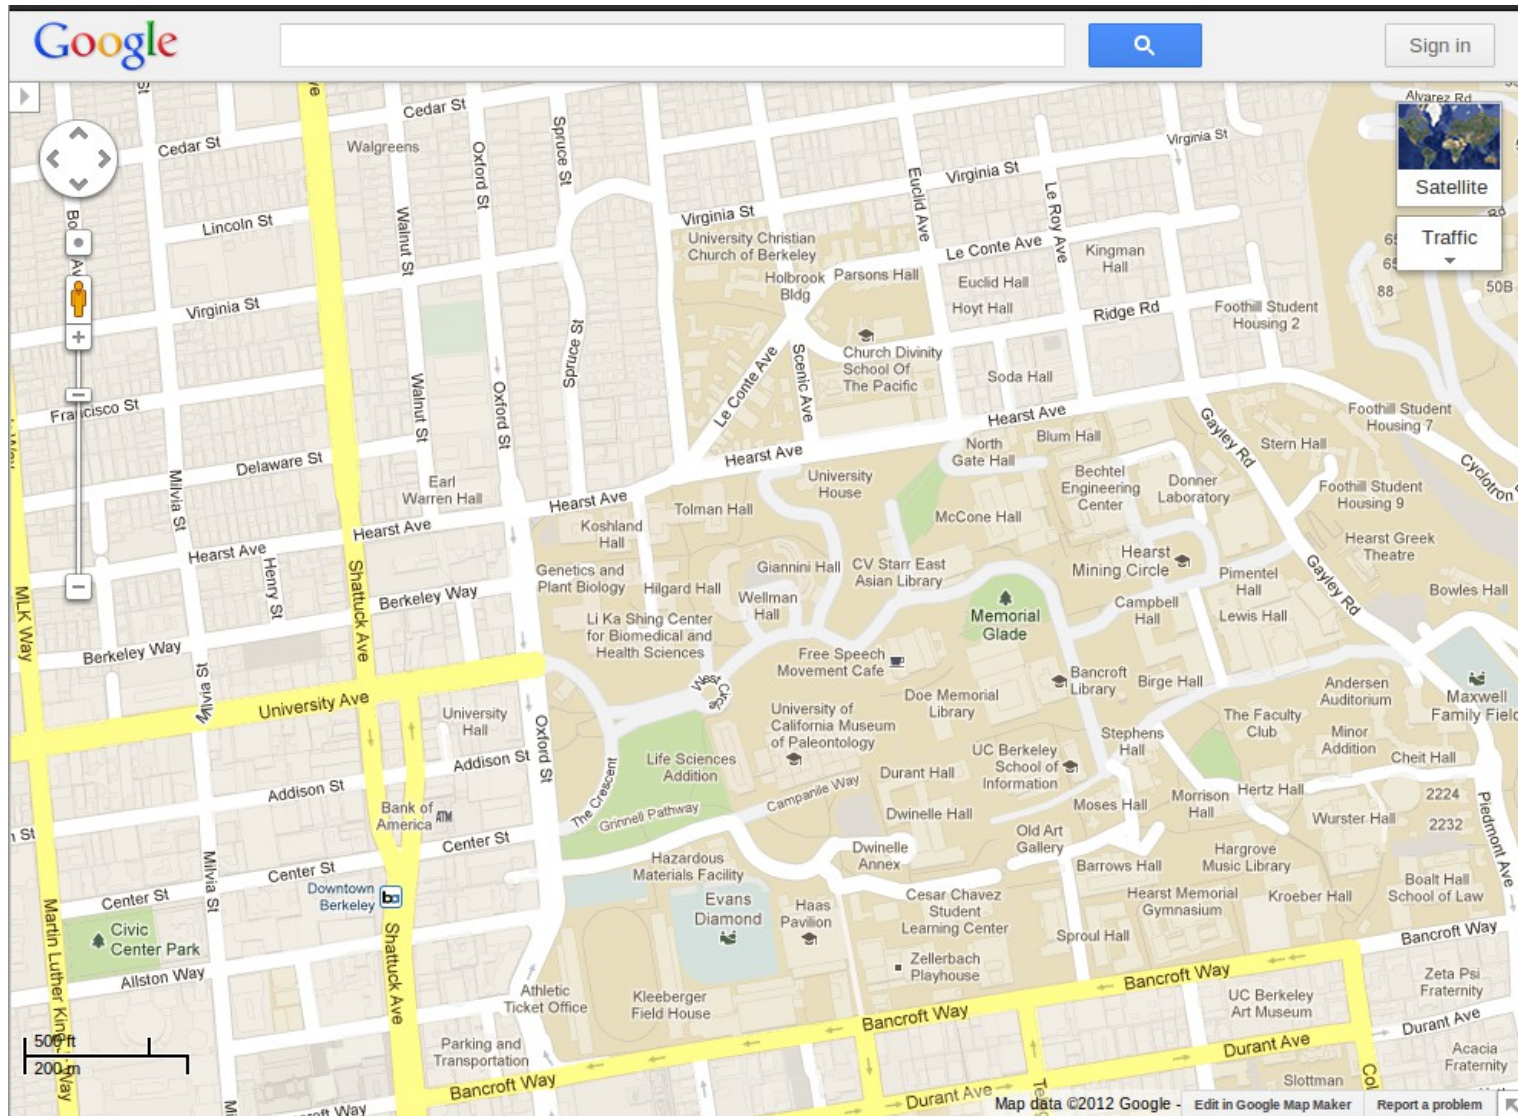 Google
Sign in
Alvarez Rd
Cedar St
Cedar St
Walgreens
Oxford St
Spruce St
Virginia St
Virginia St
Euclid Ave
Le Roy Ave
Satellite
Lincoln St
Walnut St
Virginia St
University Christian
Church of Berkeley
Le Conte Ave
Kingman
Hall
Traffic
Holbrook
Bldg
Parsons Hall
Euclid Hall
Hoyt Hall
88
50B
Virginia St
Ridge Rd
Foothill Student
Housing 2
Spruce St
Church Divinity
School Of
The Pacific
Scenic Ave
Le Conte Ave
Soda Hall
Walnut St
Oxford St
Francisco St
Hearst Ave
Foothill Student
Housing 7
Gayley Rd
Stern Hall
Blum Hall
North
Gate Hall
Hearst Ave
Delaware St
Milvia St
Earl
Warren Hall
University
House
Bechtel
Engineering
Center
Donner
Laboratory
Cyclotron
Foothill Student
Housing 9
Hearst Ave
Tolman Hall
McCone Hall
Koshland
Hall
Hearst Ave
Hearst Ave
Henry St
Hearst Greek
Theatre
Hearst
Mining Circle
Genetics and
Plant Biology
Hilgard Hall
Giannini Hall
CV Starr East
Asian Library
Pimentel
Hall
Gayley Rd
Bowles Hall
Wellman
Hall
Memorial
Glade
Campbell
Hall
Lewis Hall
MLK Way
Shattuck Ave
Berkeley Way
Li Ka Shing Center
for Biomedical and
Health Sciences
Berkeley Way
Milvia St
Free Speech
Movement Cafe
Bancroft
Library
Birge Hall
Andersen
Auditorium
Maxwell
Family Field
West Circle
University Ave
University
Hall
Oxford St
University of
California Museum
of Paleontology
Doe Memorial
Library
Stephens
Hall
The Faculty
Club
Minor
Addition
Cheit Hall
Addison St
Life Sciences
Addition
UC Berkeley
School of
Information
Durant Hall
Addison St
The Crescent
Grinnell Pathway
Campanile Way
Dwinelle Hall
Moses Hall
Morrison
Hall
Hertz Hall
2224
2232
Wurster Hall
Piedmont Ave
Bank of
America
ATM
Center St
Old Art
Gallery
Dwinelle
Annex
Barrows Hall
Hargrove
Music Library
Hazardous
Materials Facility
Center St
Center St
Milvia St
Downtown
Berkeley
Evans
Diamond
Haas
Pavilion
Cesar Chavez
Student
Learning Center
Hearst Memorial
Gymnasium
Kroeber Hall
Boalt Hall
School of Law
Civic
Center Park
Martin Luther King
Way
Shattuck Ave
Sproul Hall
Bancroft Way
Allston Way
Zellerbach
Playhouse
Bancroft Way
Zeta Psi
Fraternity
Athletic
Ticket Office
Kleeberger
Field House
UC Berkeley
Art Museum
Bancroft Way
Durant Ave
500 ft
200 m
Parking and
Transportation
Durant Ave
Acacia
Fraternity
Bancroft Way
Slottman
Durant Ave
Map data ©2012 Google -
Edit in Google Map Maker
Report a problem